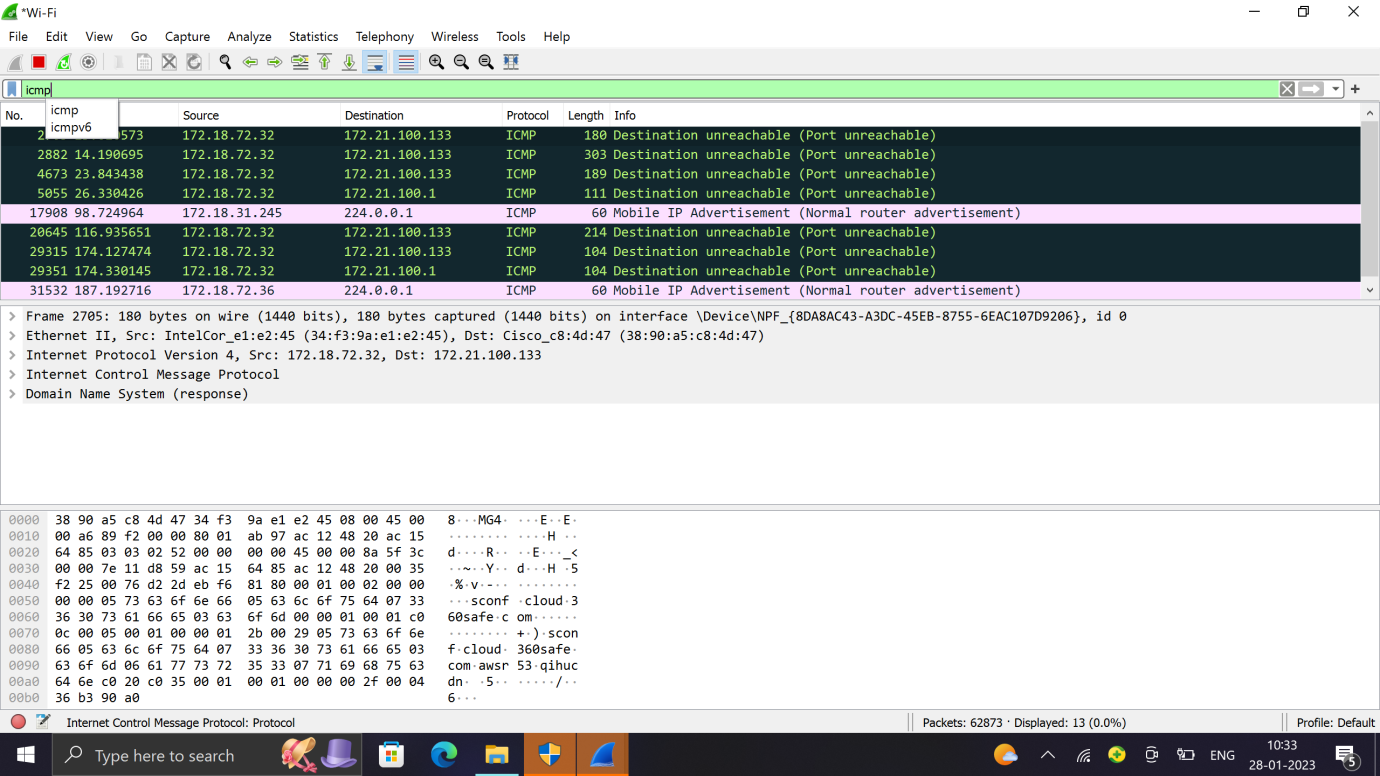 *Wi-Fi
File Edit View Go Capture Analyze Statistics Telephony Wireless Tools Help
icmp
icmp
icmpv6
No. Source Destination Protocol Length Info
573 172.18.72.32 172.21.100.133 ICMP 180 Destination unreachable (Port unreachable)
2882 14.190695 172.18.72.32 172.21.100.133 ICMP 303 Destination unreachable (Port unreachable)
4673 23.843438 172.18.72.32 172.21.100.133 ICMP 189 Destination unreachable (Port unreachable)
5055 26.330426 172.18.72.32 172.21.100.1 ICMP 111 Destination unreachable (Port unreachable)
17908 98.724964 172.18.31.245 224.0.0.1 ICMP 60 Mobile IP Advertisement (Normal router advertisement)
20645 116.935651 172.18.72.32 172.21.100.133 ICMP 214 Destination unreachable (Port unreachable)
29315 174.127474 172.18.72.32 172.21.100.133 ICMP 104 Destination unreachable (Port unreachable)
29351 174.330145 172.18.72.32 172.21.100.1 ICMP 104 Destination unreachable (Port unreachable)
31532 187.192716 172.18.72.36 224.0.0.1 ICMP 60 Mobile IP Advertisement (Normal router advertisement)
Frame 2705: 180 bytes on wire (1440 bits), 180 bytes captured (1440 bits) on interface \Device\NPF_{8DA8AC43-A3DC-45EB-8755-6EAC107D9206}, id 0
Ethernet II, Src: IntelCor_e1:e2:45 (34:f3:9a:e1:e2:45), Dst: Cisco_c8:4d:47 (38:90:a5:c8:4d:47)
Internet Protocol Version 4, Src: 172.18.72.32, Dst: 172.21.100.133
Internet Control Message Protocol
Domain Name System (response)
0000 38 90 a5 c8 4d 47 34 f3 9a e1 e2 45 08 00 45 00 8···MG4· ···E··E·
0010 00 a6 89 f2 00 00 80 01 ab 97 ac 12 48 20 ac 15 ········ ····H ··
0020 64 85 03 03 02 52 00 00 00 00 45 00 00 8a 5f 3c d····R·· ··E···_<
0030 00 00 7e 11 d8 59 ac 15 64 85 ac 12 48 20 00 35 ··~··Y·· d···H ·5
0040 f2 25 00 76 d2 2d eb f6 81 80 00 01 00 02 00 00 ·%·v·-·· ········
0050 00 00 05 73 63 6f 6e 66 05 63 6c 6f 75 64 07 33 ···sconf ·cloud·3
0060 36 30 73 61 66 65 03 63 6f 6d 00 00 01 00 01 c0 60safe·c om······
0070 0c 00 05 00 01 00 00 01 2b 00 29 05 73 63 6f 6e ········ +·)·scon
0080 66 05 63 6c 6f 75 64 07 33 36 30 73 61 66 65 03 f·cloud· 360safe·
0090 63 6f 6d 06 61 77 73 72 35 33 07 71 69 68 75 63 com·awsr 53·qihuc
00a0 64 6e c0 20 c0 35 00 01 00 01 00 00 00 2f 00 04 dn· ·5·· ·····/··
00b0 36 b3 90 a0 6···
Internet Control Message Protocol: Protocol Packets: 62873 · Displayed: 13 (0.0%) Profile: Default
Type here to search ENG 10:33
28-01-2023 5